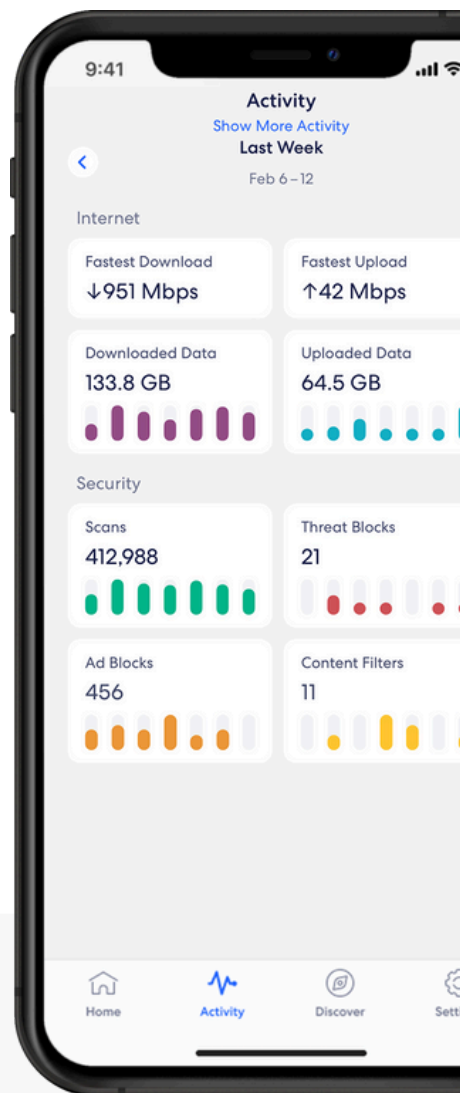 9:41
Activity
Show More Activity
Last Week
Feb 6 – 12
Internet
Fastest Download
↓951 Mbps
Fastest Upload
↑42 Mbps
Downloaded Data
133.8 GB
Uploaded Data
64.5 GB
Security
Scans
412,988
Threat Blocks
21
Ad Blocks
456
Content Filters
11
Home
Activity
Discover
Setti